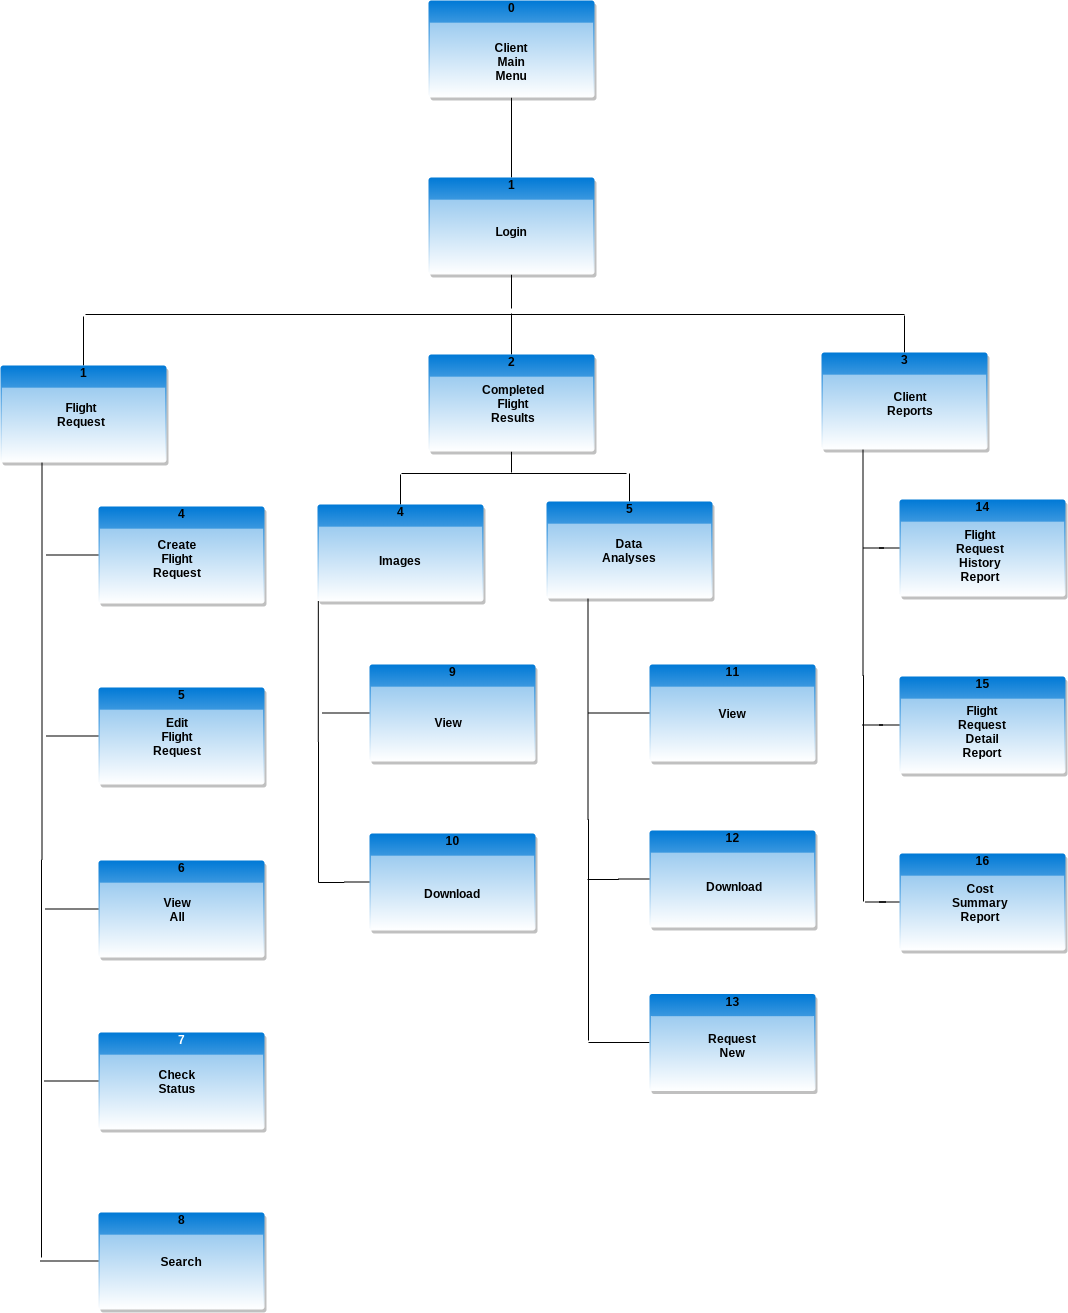 0
Client
Main
Menu
1
Login
1
Flight
Request
2
Completed
Flight
Results
3
Client
Reports
4
Create
Flight
Request
4
Images
5
Data
Analyses
14
Flight
Request
History
Report
5
Edit
Flight
Request
9
View
11
View
15
Flight
Request
Detail
Report
6
View
All
10
Download
12
Download
16
Cost
Summary
Report
7
Check
Status
13
Request
New
8
Search